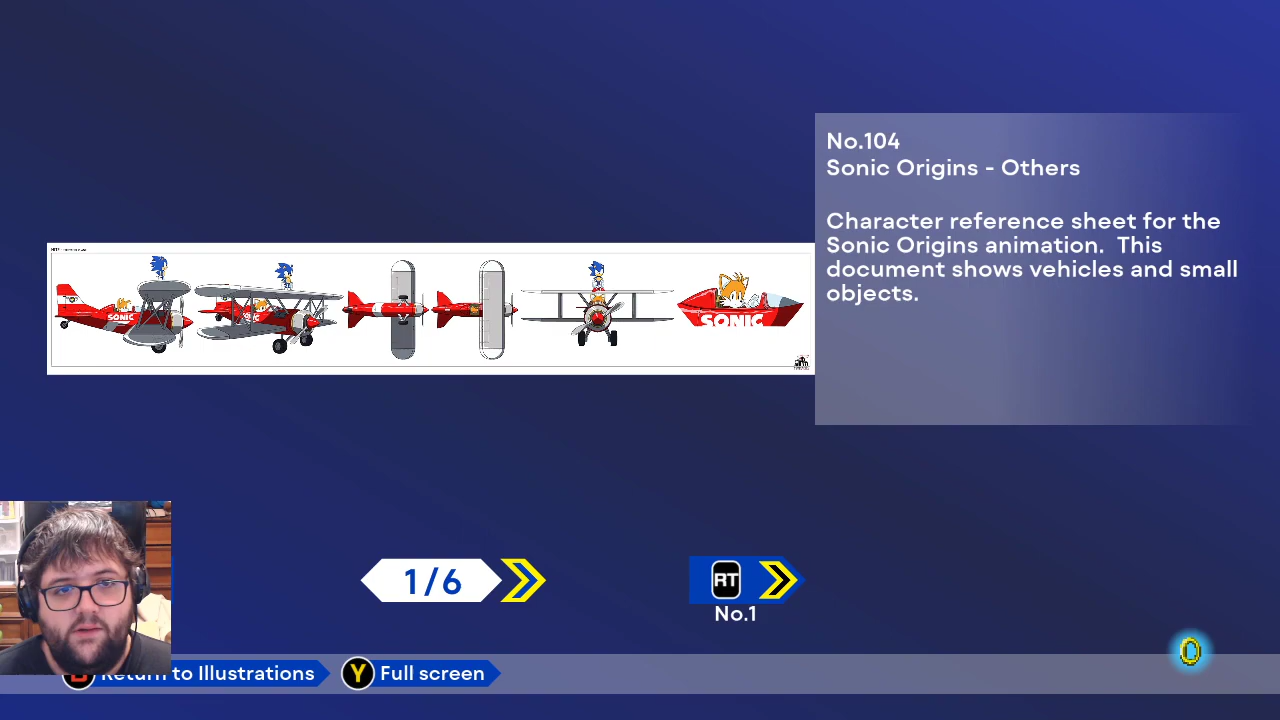 No.104
Sonic Origins - Others
Character reference sheet for the
Sonic Origins animation. This
document shows vehicles and small
objects.
SONIC
SONIC
1/6
RT
No.1
Return to Illustrations
Y Full screen